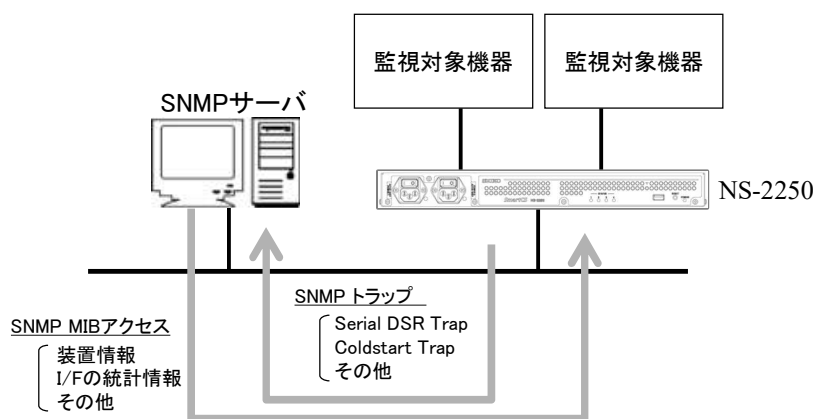 監視対象機器
監視対象機器
SNMPサーバ
NS-2250
SNMP トラップ
Serial DSR Trap
Coldstart Trap
その他
SNMP MIBアクセス
装置情報
I/Fの統計情報
その他